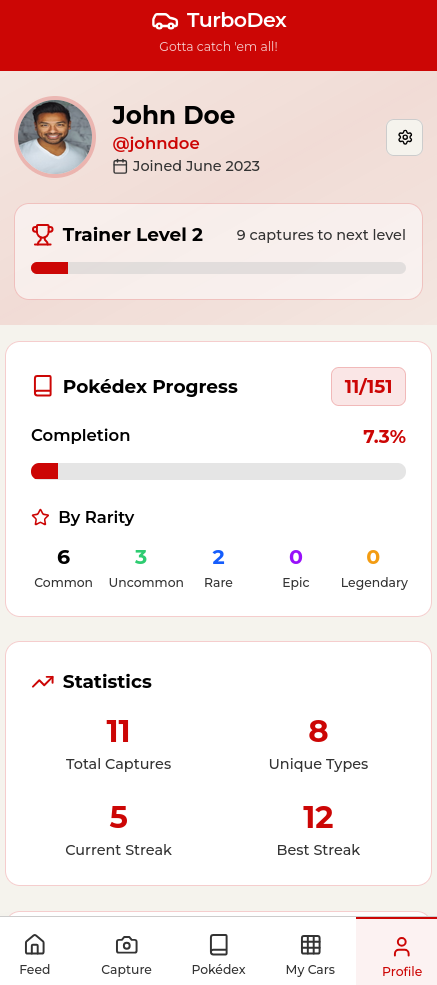 TurboDex
Gotta catch 'em all!
John Doe
@johndoe
Joined June 2023
Trainer Level 2 9 captures to next level
Pokédex Progress 11/151
Completion 7.3%
By Rarity
6 3 2 0 0
Common Uncommon Rare Epic Legendary
Statistics
11 8
Total Captures Unique Types
5 12
Current Streak Best Streak
Feed Capture Pokédex My Cars Profile